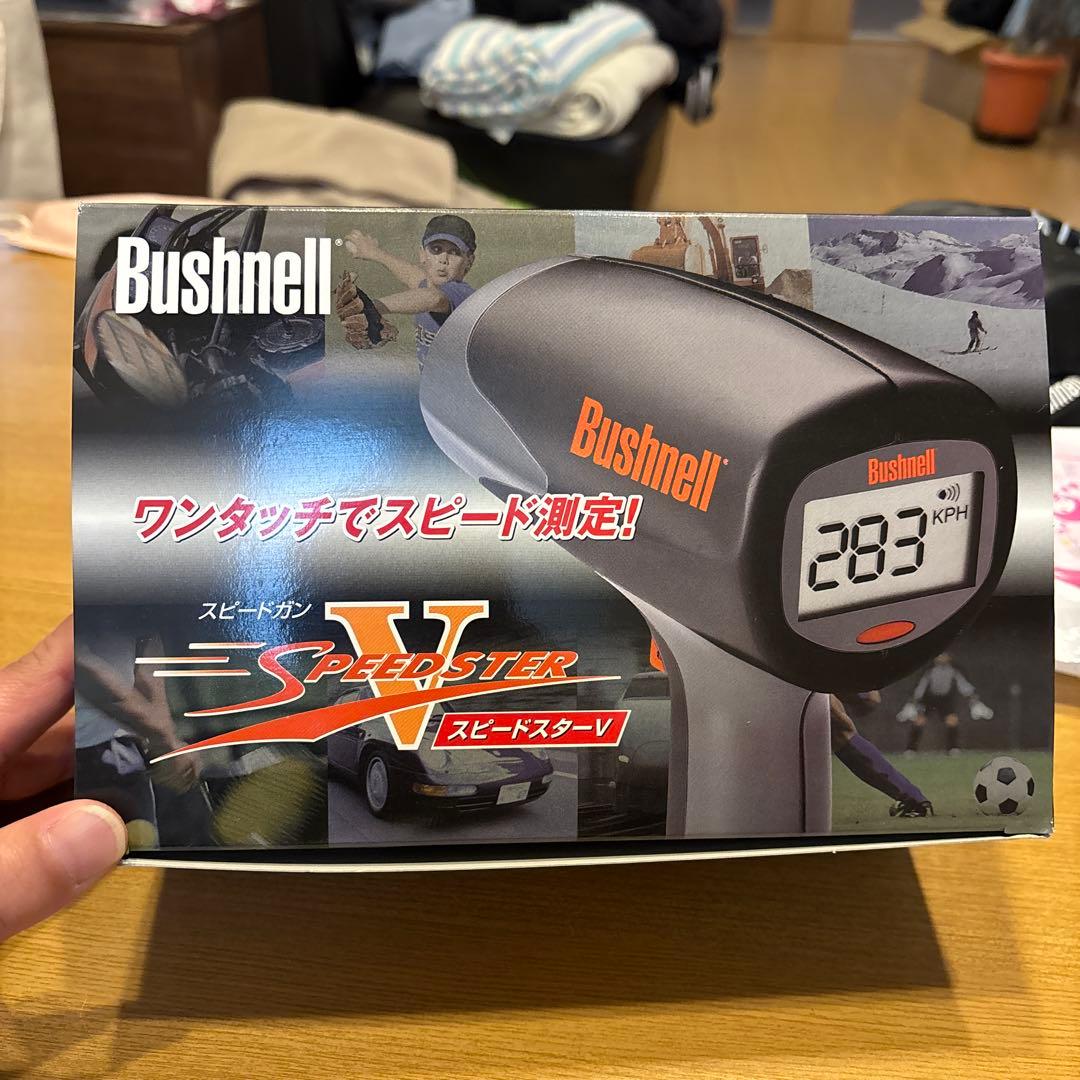 Bushnell
Bushnell
Bushnell
283 KPH
ワンタッチでスピード測定!
スピードガン
SPEEDSTER V
スピードスターV